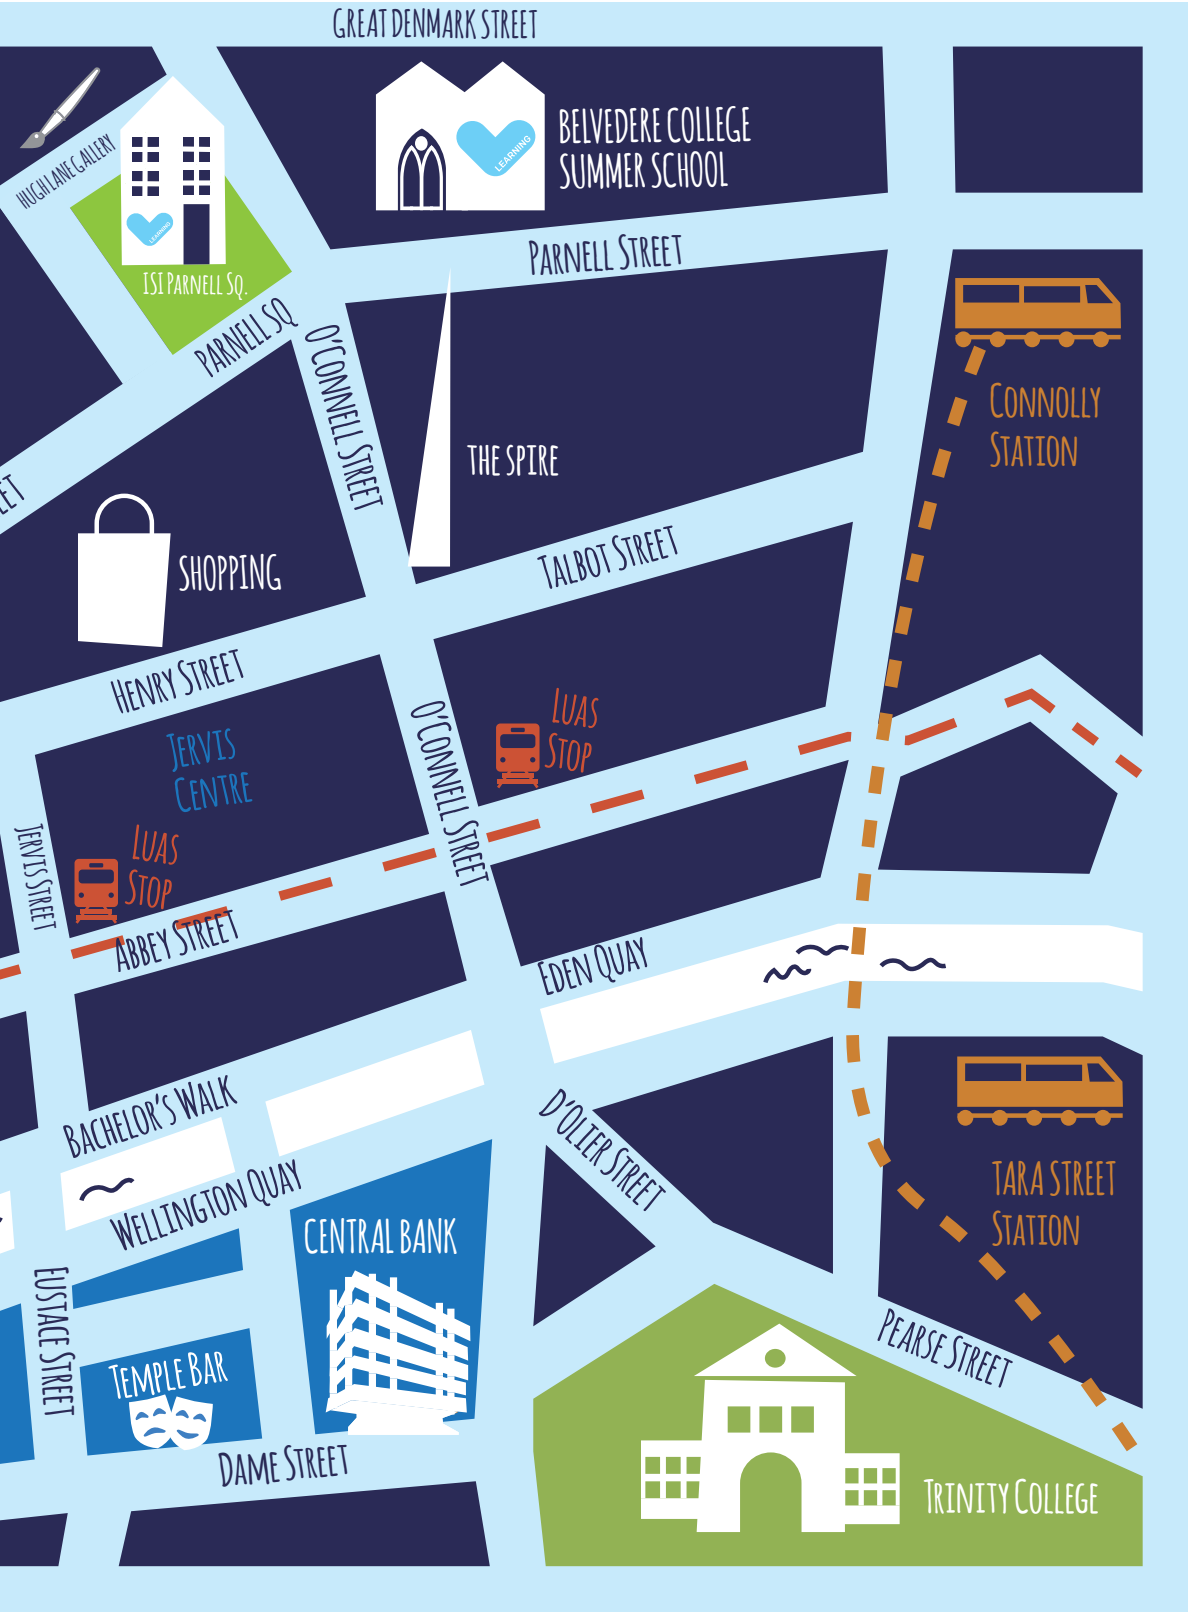 GREAT DENMARK STREET
HUGH LANE GALLERY
BELVEDERE COLLEGE
SUMMER SCHOOL
LEARNING
LEARNING
ISI PARNELL SQ.
PARNELL STREET
PARNELL SQ
O'CONNELL STREET
CONNOLLY
STATION
THE SPIRE
SHOPPING
TALBOT STREET
HENRY STREET
JERVIS
CENTRE
LUAS
STOP
O'CONNELL STREET
JERVIS STREET
LUAS
STOP
ABBEY STREET
EDEN QUAY
BACHELOR'S WALK
D'OLIER STREET
WELLINGTON QUAY
TARA STREET
STATION
CENTRAL BANK
EUSTACE STREET
PEARSE STREET
TEMPLE BAR
DAME STREET
TRINITY COLLEGE